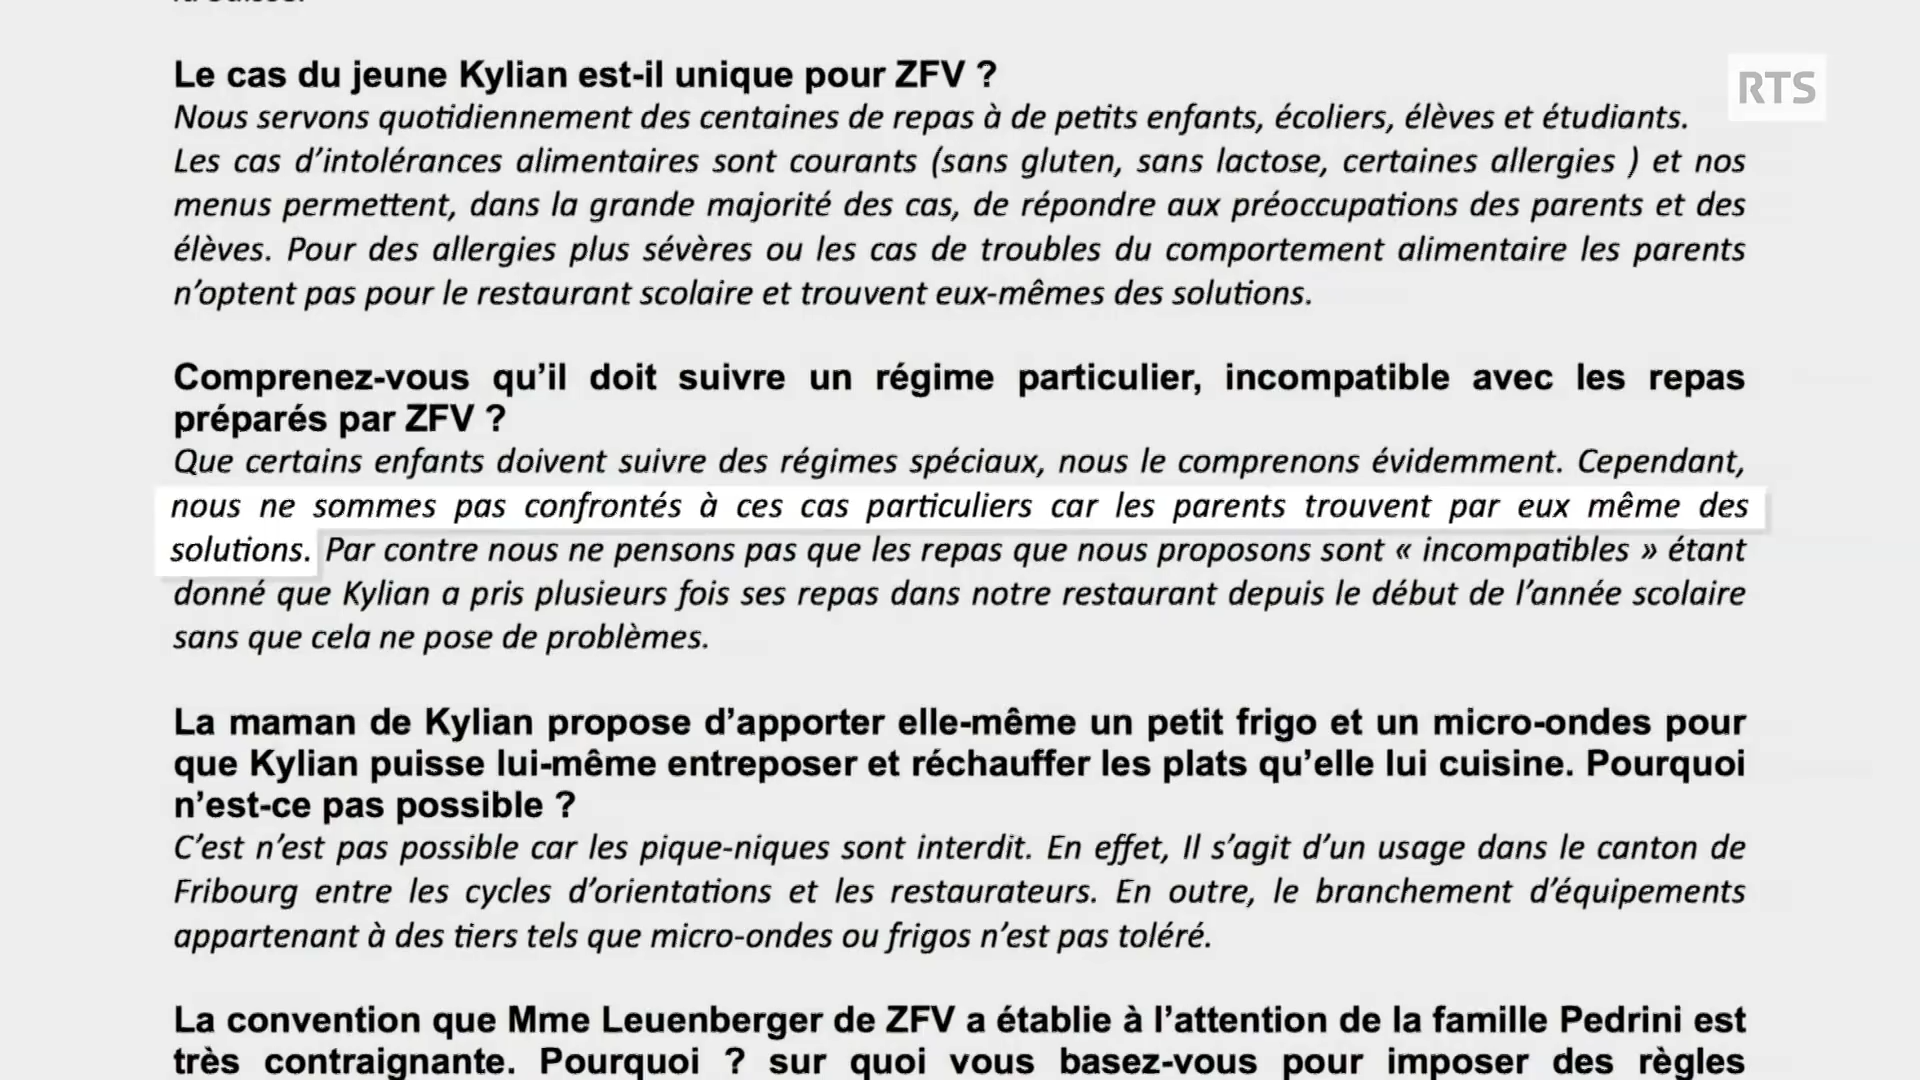 Le cas du jeune Kylian est-il unique pour ZFV ?
RTS
Nous servons quotidiennement des centaines de repas à de petits enfants, écoliers, élèves et étudiants.
Les cas d’intolérances alimentaires sont courants (sans gluten, sans lactose, certaines allergies ) et nos
menus permettent, dans la grande majorité des cas, de répondre aux préoccupations des parents et des
élèves. Pour des allergies plus sévères ou les cas de troubles du comportement alimentaire les parents
n’optent pas pour le restaurant scolaire et trouvent eux-mêmes des solutions.
Comprenez-vous qu’il doit suivre un régime particulier, incompatible avec les repas
préparés par ZFV ?
Que certains enfants doivent suivre des régimes spéciaux, nous le comprenons évidemment. Cependant,
nous ne sommes pas confrontés à ces cas particuliers car les parents trouvent par eux même des
solutions. Par contre nous ne pensons pas que les repas que nous proposons sont « incompatibles » étant
donné que Kylian a pris plusieurs fois ses repas dans notre restaurant depuis le début de l’année scolaire
sans que cela ne pose de problèmes.
La maman de Kylian propose d’apporter elle-même un petit frigo et un micro-ondes pour
que Kylian puisse lui-même entreposer et réchauffer les plats qu’elle lui cuisine. Pourquoi
n’est-ce pas possible ?
C’est n’est pas possible car les pique-niques sont interdit. En effet, Il s’agit d’un usage dans le canton de
Fribourg entre les cycles d’orientations et les restaurateurs. En outre, le branchement d’équipements
appartenant à des tiers tels que micro-ondes ou frigos n’est pas toléré.
La convention que Mme Leuenberger de ZFV a établie à l’attention de la famille Pedrini est
très contraignante. Pourquoi ? sur quoi vous basez-vous pour imposer des règles